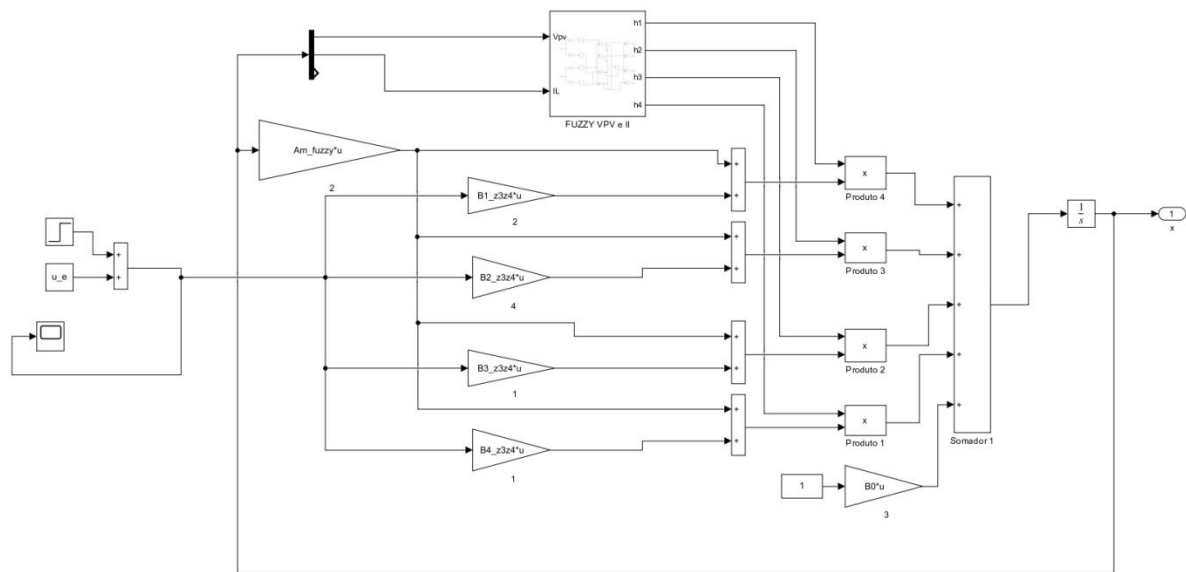 h1
Vpv
h2
h3
IL
h4
FUZZY VPV e Il
Am_fuzzy*u
+
x
2
B1_z3z4*u
+
Produto 4
+
2
+
+
x
u_e
+
+
Produto 3
+
1
s
1
x
B2_z3z4*u
+
4
+
+
x
B3_z3z4*u
+
Produto 2
+
1
+
x
+
B4_z3z4*u
+
Produto 1
Somador 1
1
1
B0*u
3